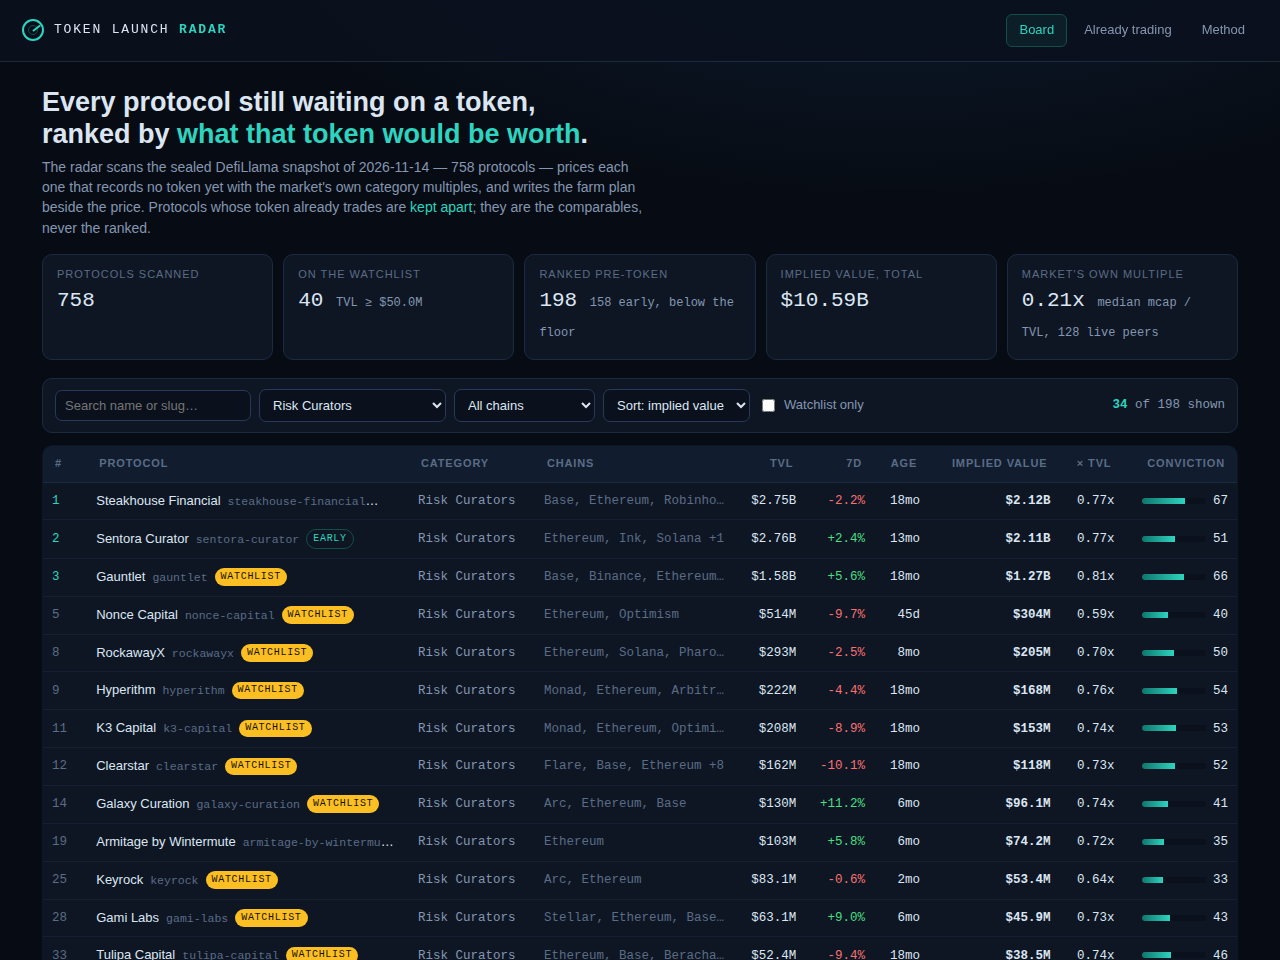 TOKEN LAUNCH RADAR
Board
Already trading
Method
Every protocol still waiting on a token,
ranked by what that token would be worth.
The radar scans the sealed DefiLlama snapshot of 2026-11-14 — 758 protocols — prices each
one that records no token yet with the market's own category multiples, and writes the farm plan
beside the price. Protocols whose token already trades are kept apart; they are the comparables,
never the ranked.
PROTOCOLS SCANNED
758
ON THE WATCHLIST
40 TVL ≥ $50.0M
RANKED PRE-TOKEN
198 158 early, below the
floor
IMPLIED VALUE, TOTAL
$10.59B
MARKET'S OWN MULTIPLE
0.21x median mcap /
TVL, 128 live peers
Search name or slug…
Risk Curators
All chains
Sort: implied value
Watchlist only
34 of 198 shown
# PROTOCOL CATEGORY CHAINS TVL 7D AGE IMPLIED VALUE × TVL CONVICTION
1 Steakhouse Financial steakhouse-financial… Risk Curators Base, Ethereum, Robinho… $2.75B -2.2% 18mo $2.12B 0.77x 67
2 Sentora Curator sentora-curator EARLY Risk Curators Ethereum, Ink, Solana +1 $2.76B +2.4% 13mo $2.11B 0.77x 51
3 Gauntlet gauntlet WATCHLIST Risk Curators Base, Binance, Ethereum… $1.58B +5.6% 18mo $1.27B 0.81x 66
5 Nonce Capital nonce-capital WATCHLIST Risk Curators Ethereum, Optimism $514M -9.7% 45d $304M 0.59x 40
8 RockawayX rockawayx WATCHLIST Risk Curators Ethereum, Solana, Pharo… $293M -2.5% 8mo $205M 0.70x 50
9 Hyperithm hyperithm WATCHLIST Risk Curators Monad, Ethereum, Arbitr… $222M -4.4% 18mo $168M 0.76x 54
11 K3 Capital k3-capital WATCHLIST Risk Curators Monad, Ethereum, Optimi… $208M -8.9% 18mo $153M 0.74x 53
12 Clearstar clearstar WATCHLIST Risk Curators Flare, Base, Ethereum +8 $162M -10.1% 18mo $118M 0.73x 52
14 Galaxy Curation galaxy-curation WATCHLIST Risk Curators Arc, Ethereum, Base $130M +11.2% 6mo $96.1M 0.74x 41
19 Armitage by Wintermute armitage-by-wintermu… Risk Curators Ethereum $103M +5.8% 6mo $74.2M 0.72x 35
25 Keyrock keyrock WATCHLIST Risk Curators Arc, Ethereum $83.1M -0.6% 2mo $53.4M 0.64x 33
28 Gami Labs gami-labs WATCHLIST Risk Curators Stellar, Ethereum, Base… $63.1M +9.0% 6mo $45.9M 0.73x 43
33 Tulipa Capital tulipa-capital WATCHLIST Risk Curators Ethereum, Base, Beracha… $52.4M -9.4% 18mo $38.5M 0.74x 46